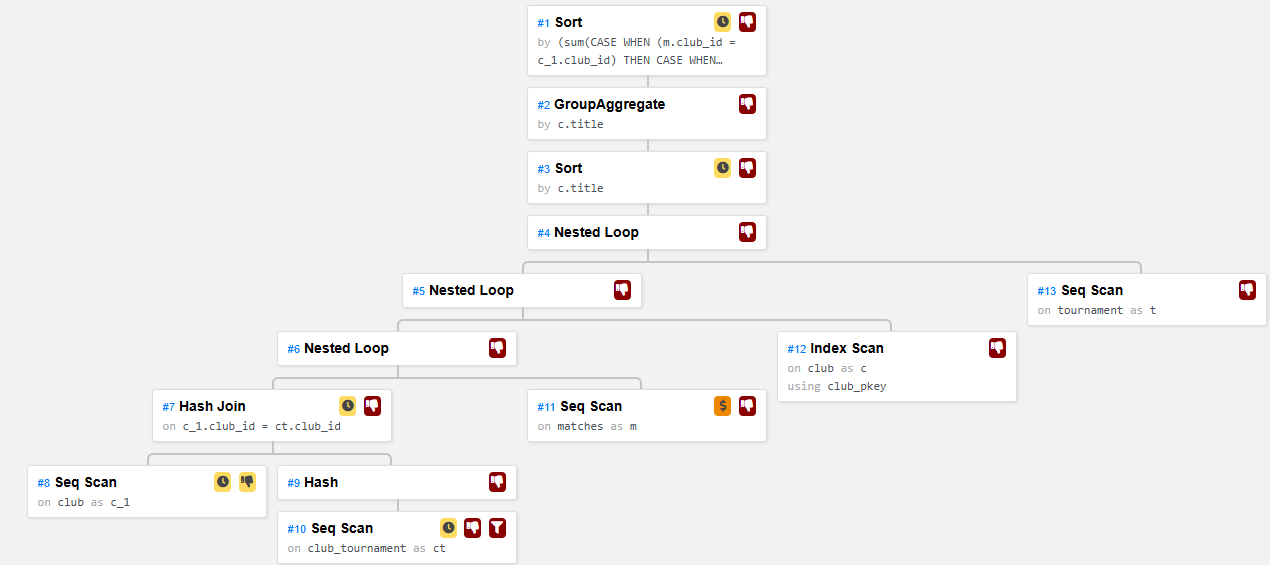 #1 Sort
by (sum(CASE WHEN (m.club_id =
c_1.club_id) THEN CASE WHEN…
#2 GroupAggregate
by c.title
#3 Sort
by c.title
#4 Nested Loop
#5 Nested Loop
#13 Seq Scan
on tournament as t
#6 Nested Loop
#12 Index Scan
on club as c
using club_pkey
#7 Hash Join
on c_1.club_id = ct.club_id
#11 Seq Scan
$
on matches as m
#8 Seq Scan
on club as c_1
#9 Hash
#10 Seq Scan
on club_tournament as ct